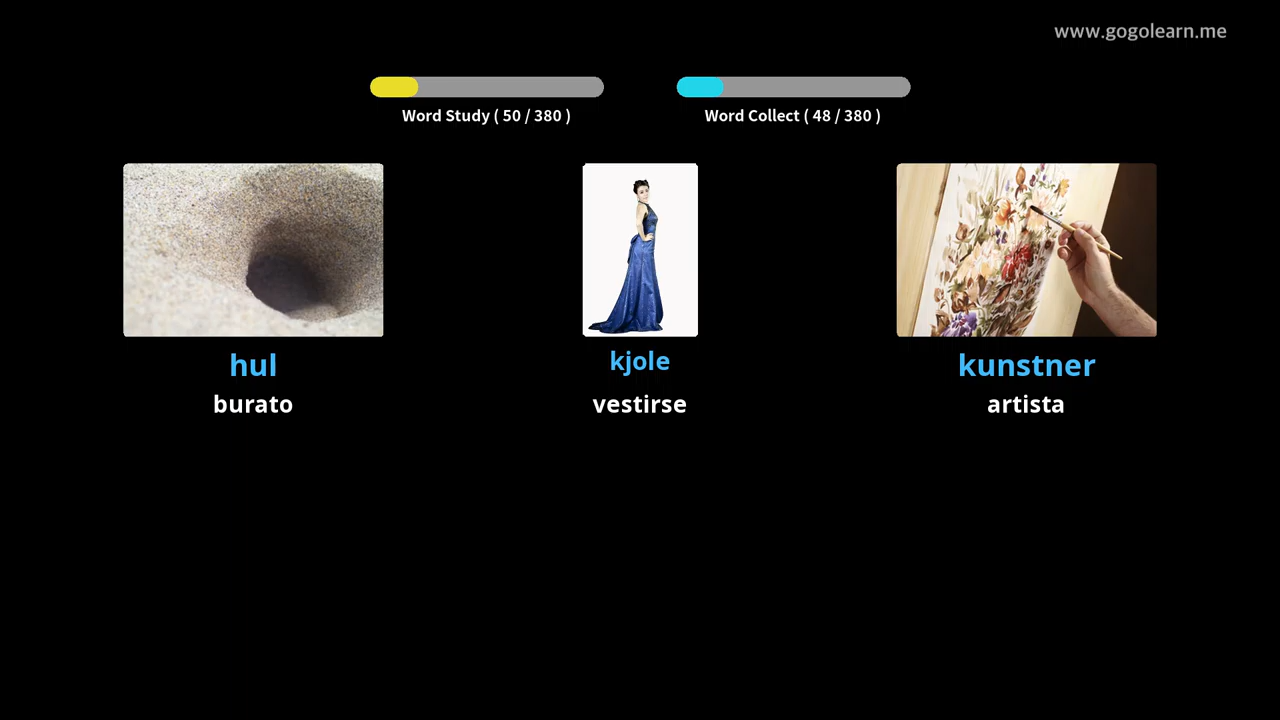 www.gogolearn.me
Word Study ( 50 / 380 )
Word Collect ( 48 / 380 )
hul
burato
kjole
vestirse
kunstner
artista